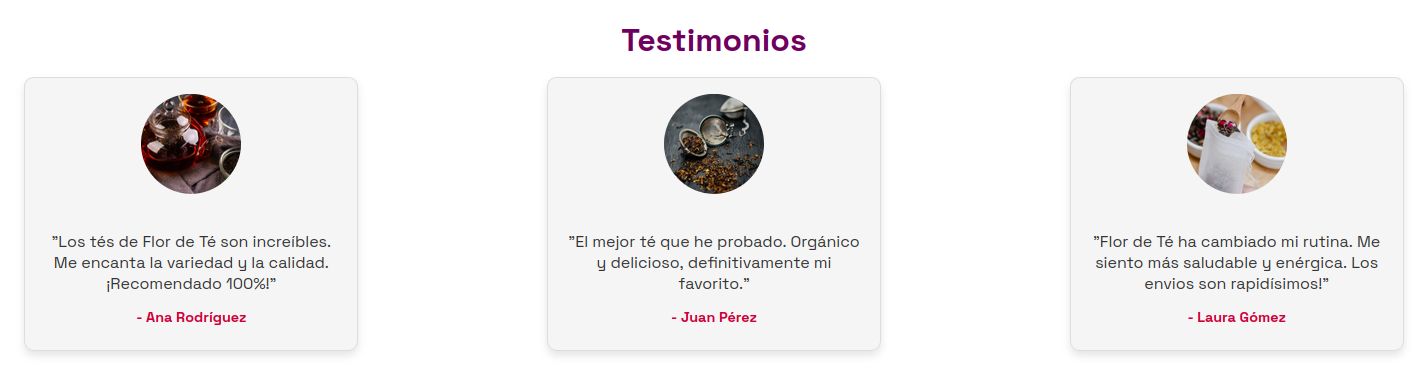 Testimonios
"Los tés de Flor de Té son increíbles.
Me encanta la variedad y la calidad.
¡Recomendado 100%!"
- Ana Rodríguez
"El mejor té que he probado. Orgánico
y delicioso, definitivamente mi
favorito."
- Juan Pérez
"Flor de Té ha cambiado mi rutina. Me
siento más saludable y enérgica. Los
envios son rapidísimos!"
- Laura Gómez